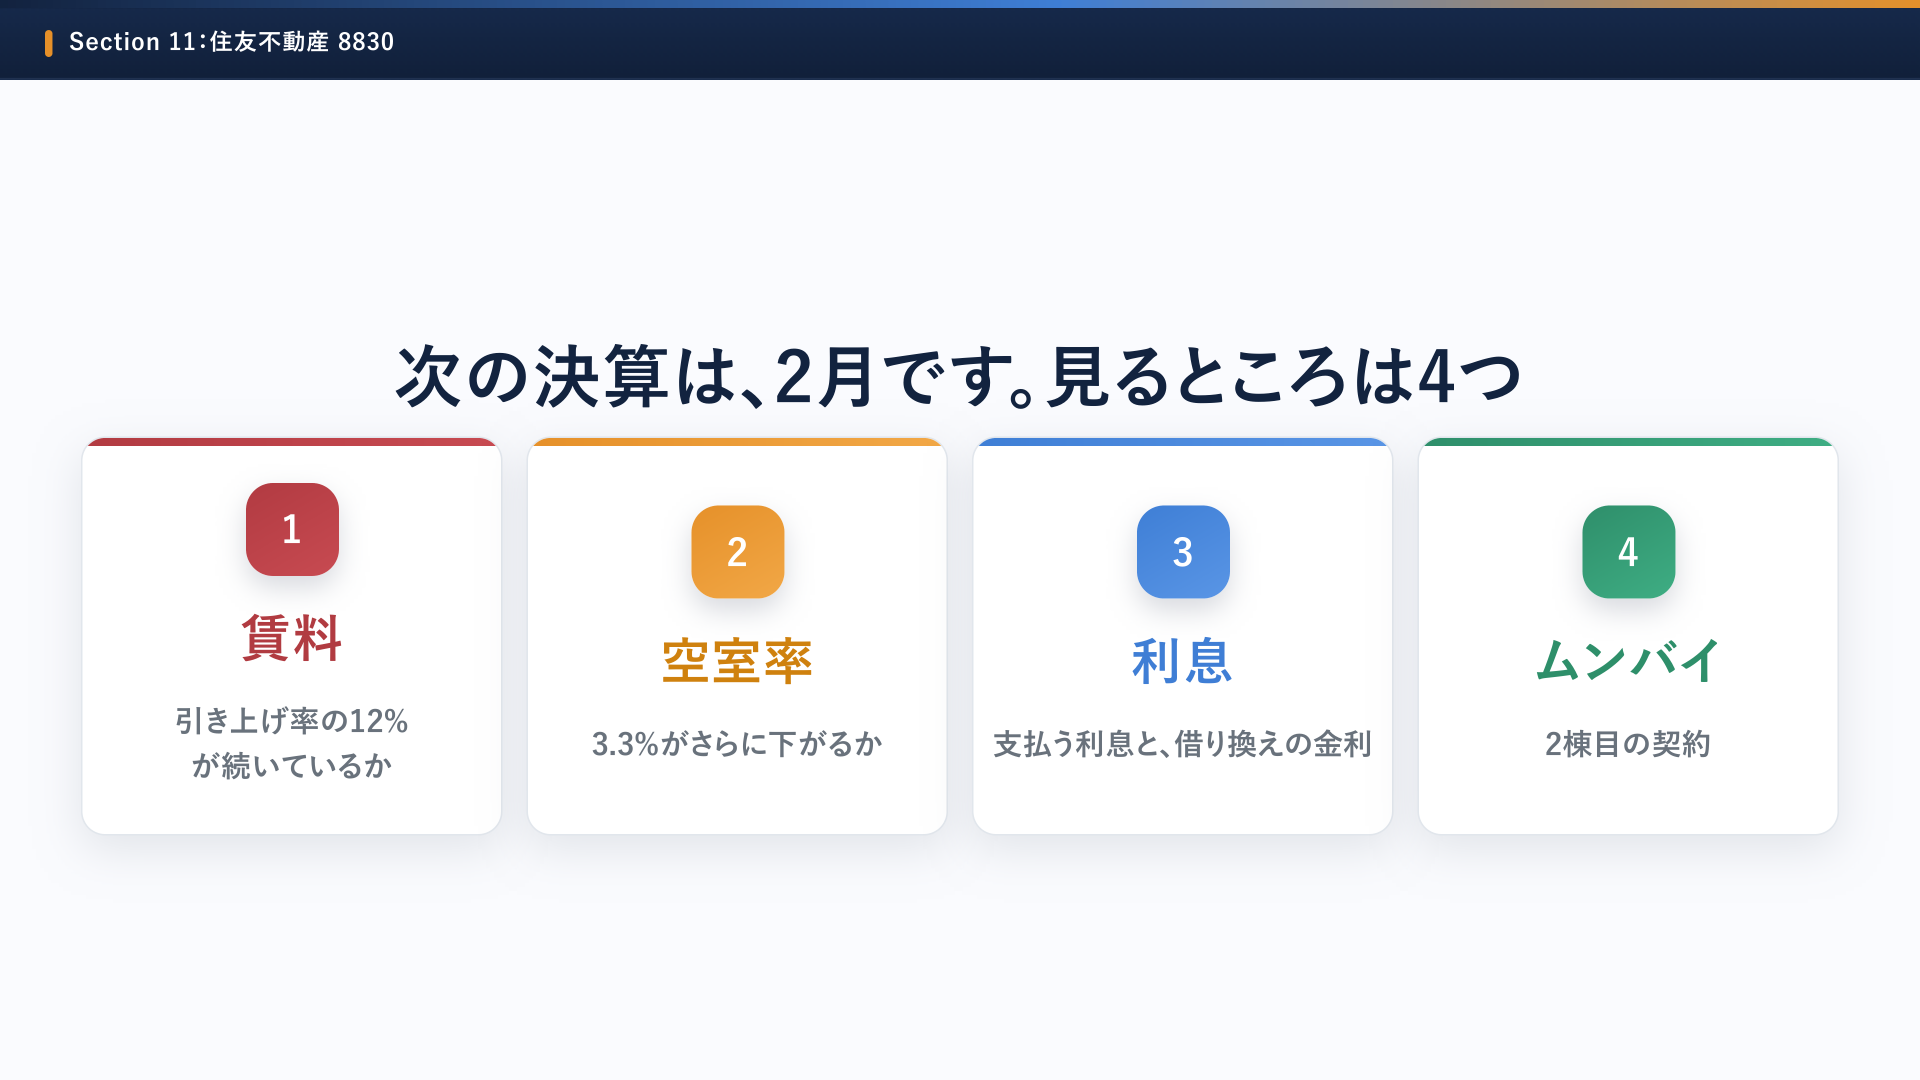 Section 11：住友不動産 8830
次の決算は、2月です。見るところは4つ
1
賃料
引き上げ率の12%
が続いているか
2
空室率
3.3%がさらに下がるか
3
利息
支払う利息と、借り換えの金利
4
ムンバイ
2棟目の契約